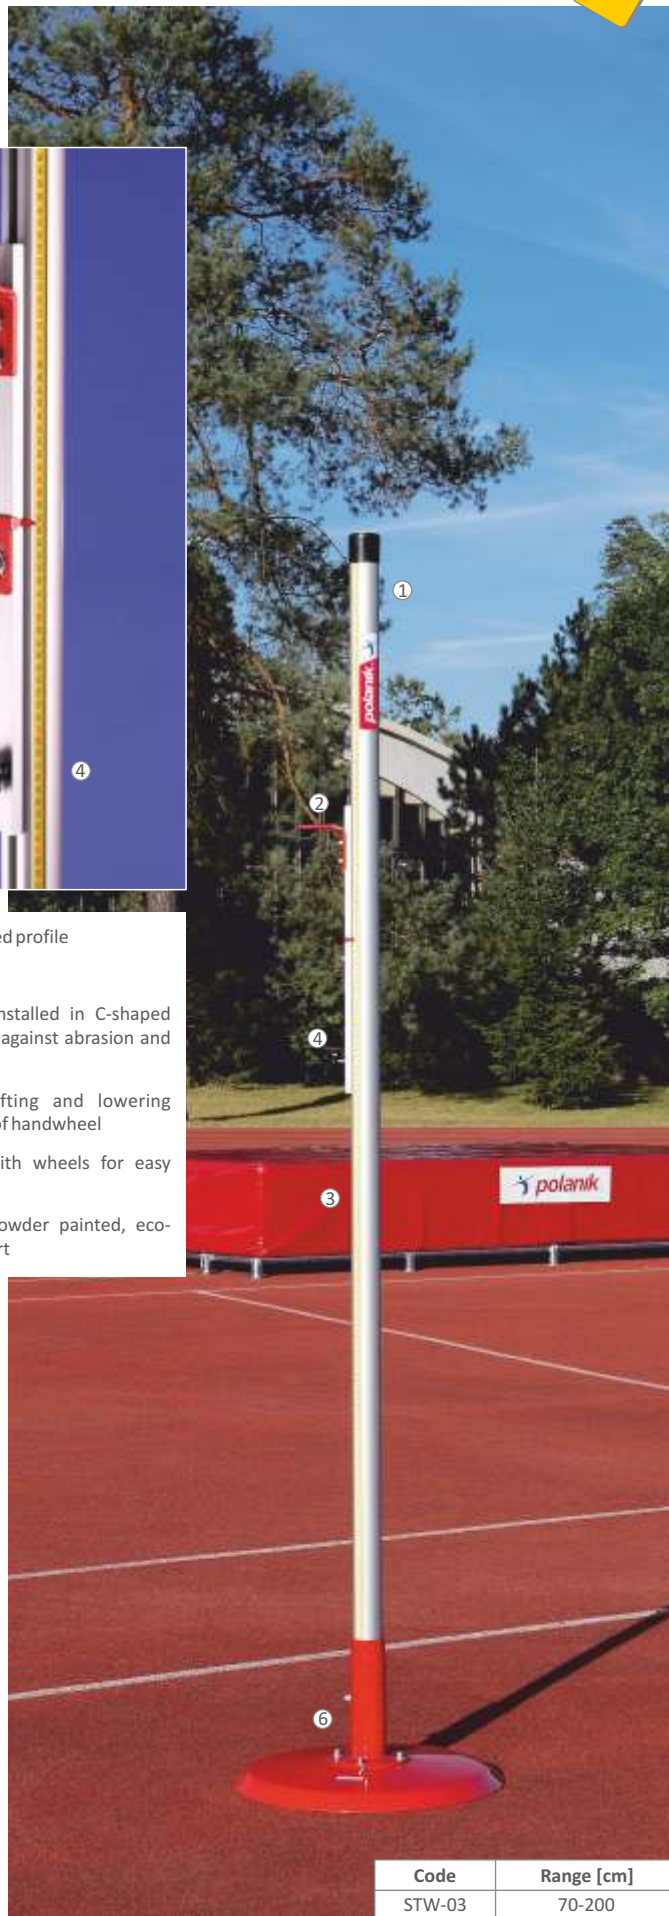 ①
polanik
②
④
④
ed profile
nstalled in C-shaped
against abrasion and
fting and lowering
of handwheel
ith wheels for easy
owder painted, eco-
rt
③
polanik
⑥
Code Range [cm]
STW-03 70-200